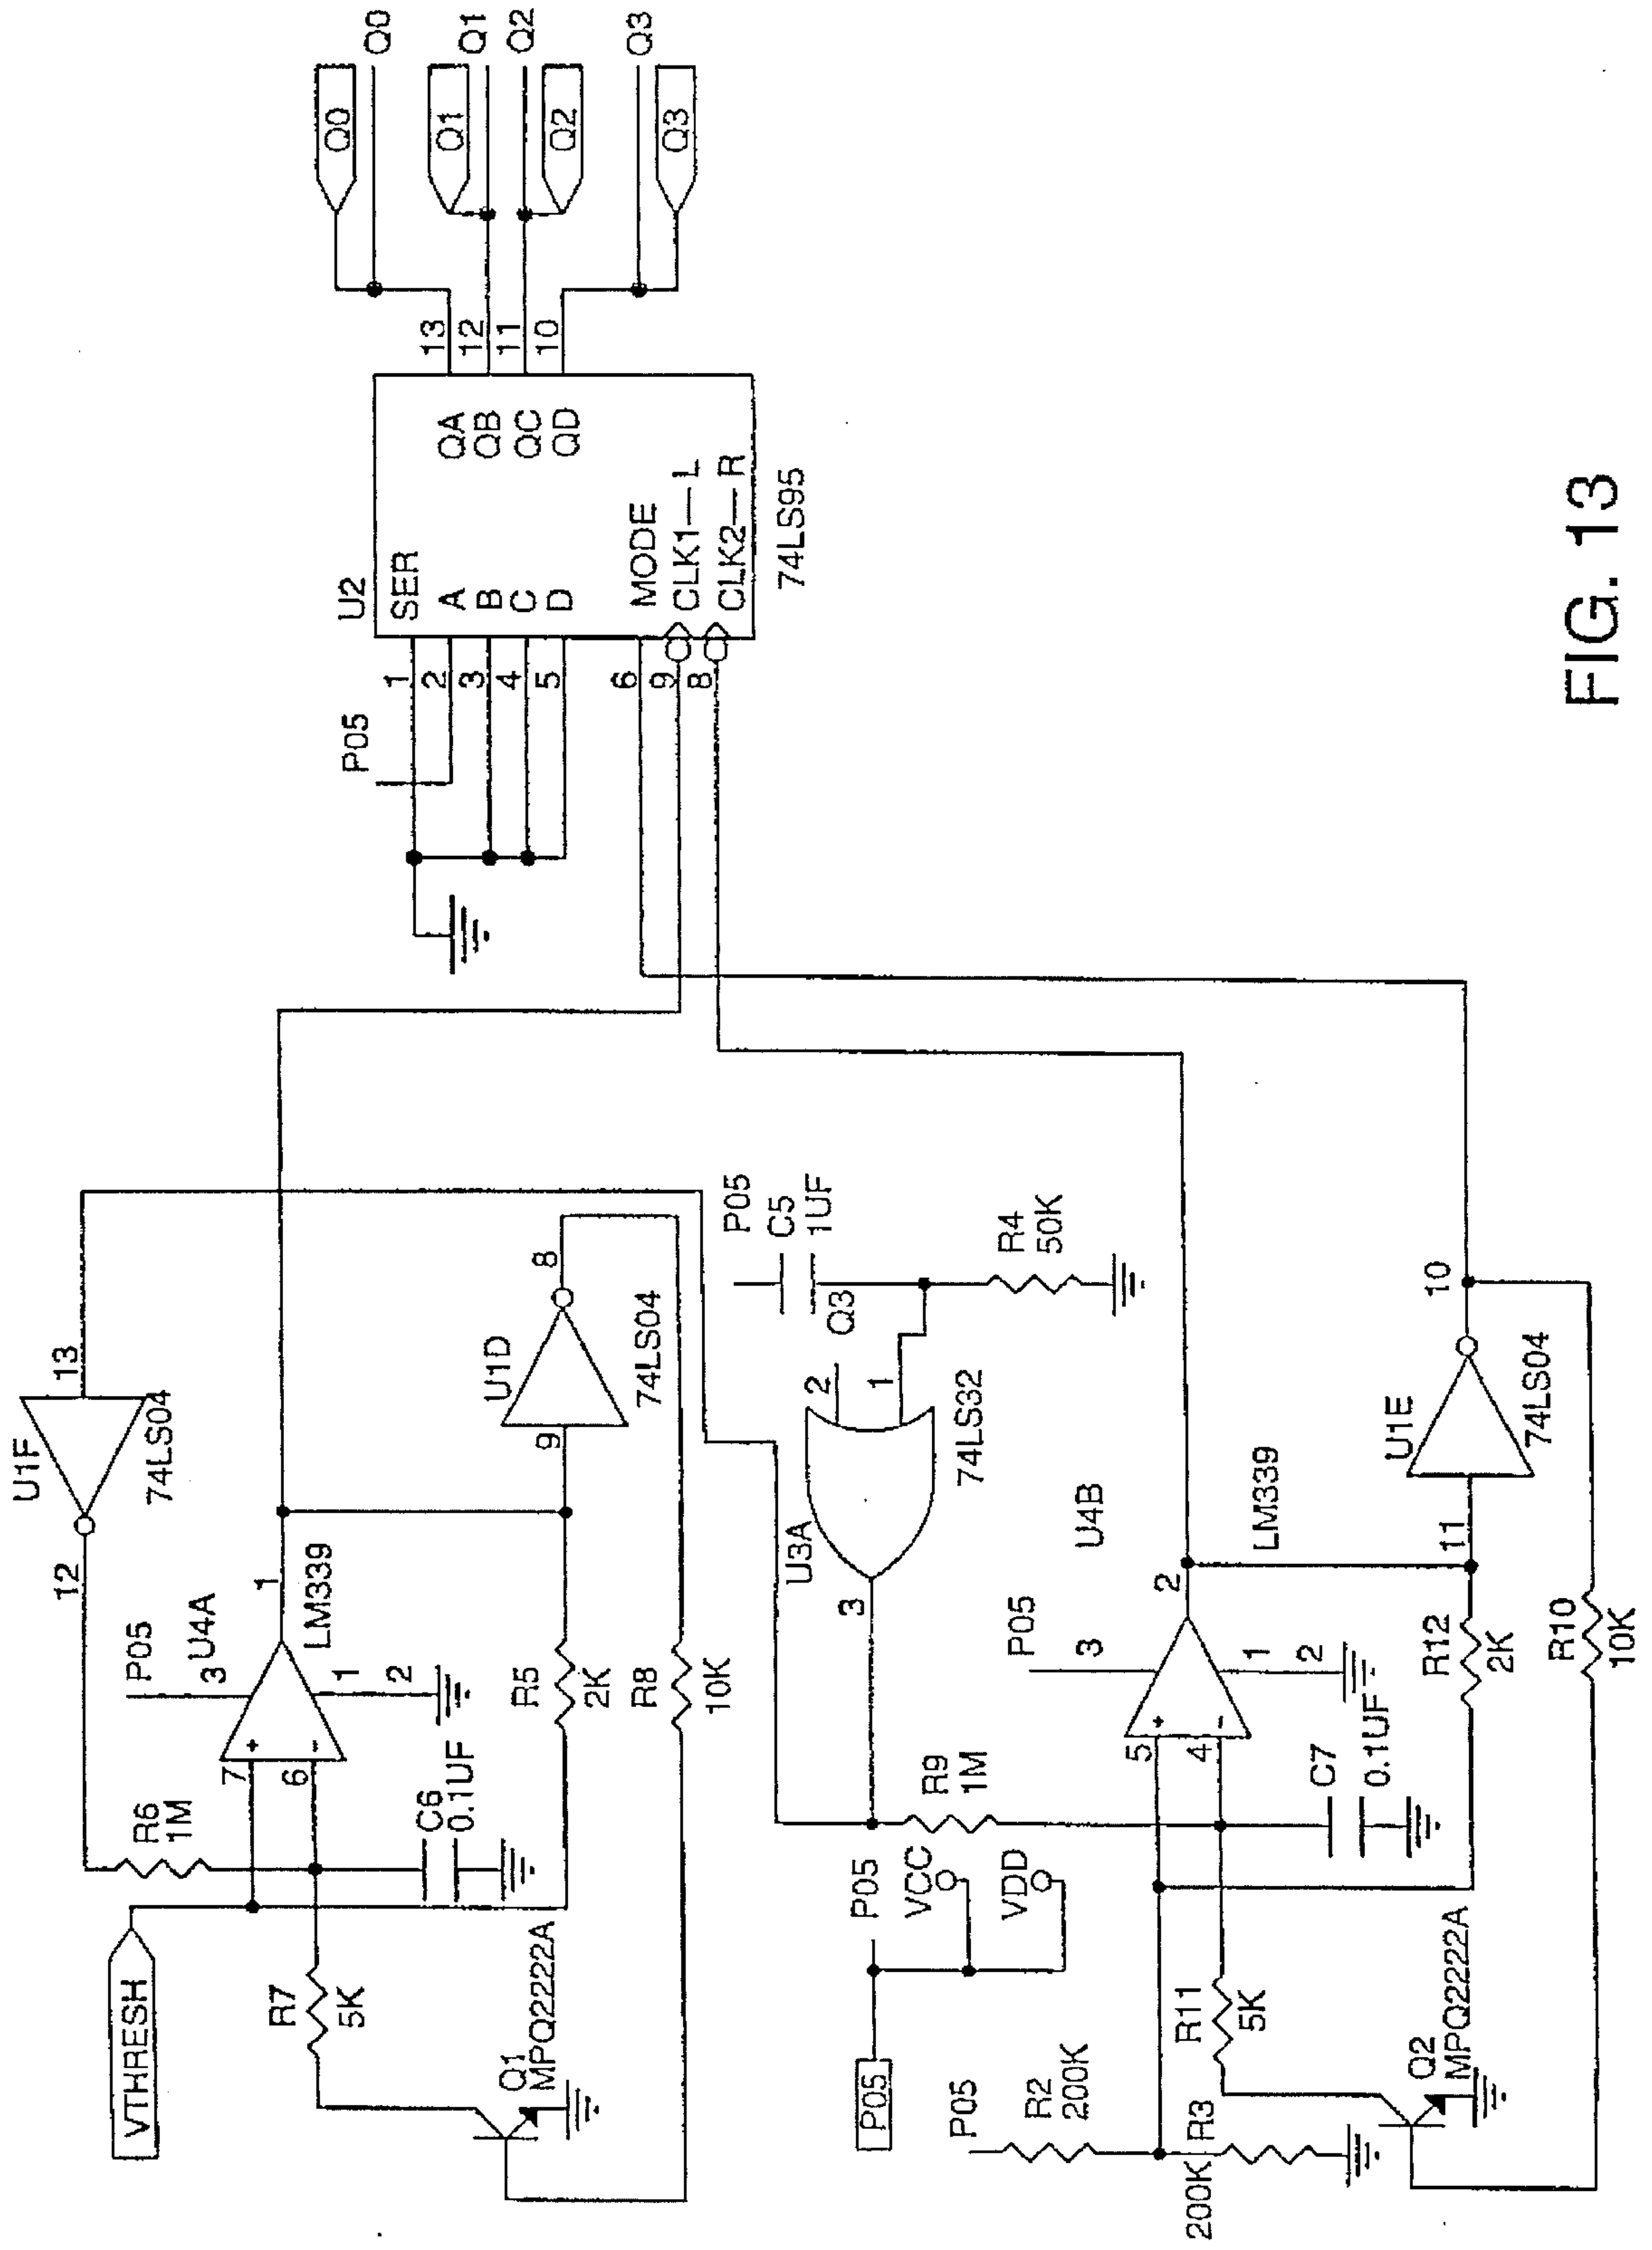 VTHRESH
U1F
13
12
74LS04
R6
1M
P05
3
U4A
7
+
6
-
1
1
2
LM339
C6
0.1UF
R7
5K
Q1
MPQ2222A
R5
2K
9
U1D
8
74LS04
R8
10K
P05
P05
VCC
VDD
U3A
3
2
1
Q3
74LS32
P05
C5
1UF
R4
50K
R9
1M
P05
R2
200K
R3
200K
P05
3
U4B
5
+
4
-
2
1
2
LM339
C7
0.1UF
R11
5K
Q2
MPQ2222A
R12
2K
11
U1E
10
74LS04
R10
10K
P05
U2
1
SER
2
A
3
B
4
C
5
D
6
MODE
9
CLK1—L
8
CLK2—R
QA
13
QB
12
QC
11
QD
10
74LS95
Q0
Q0
Q1
Q1
Q2
Q2
Q3
Q3
FIG. 13